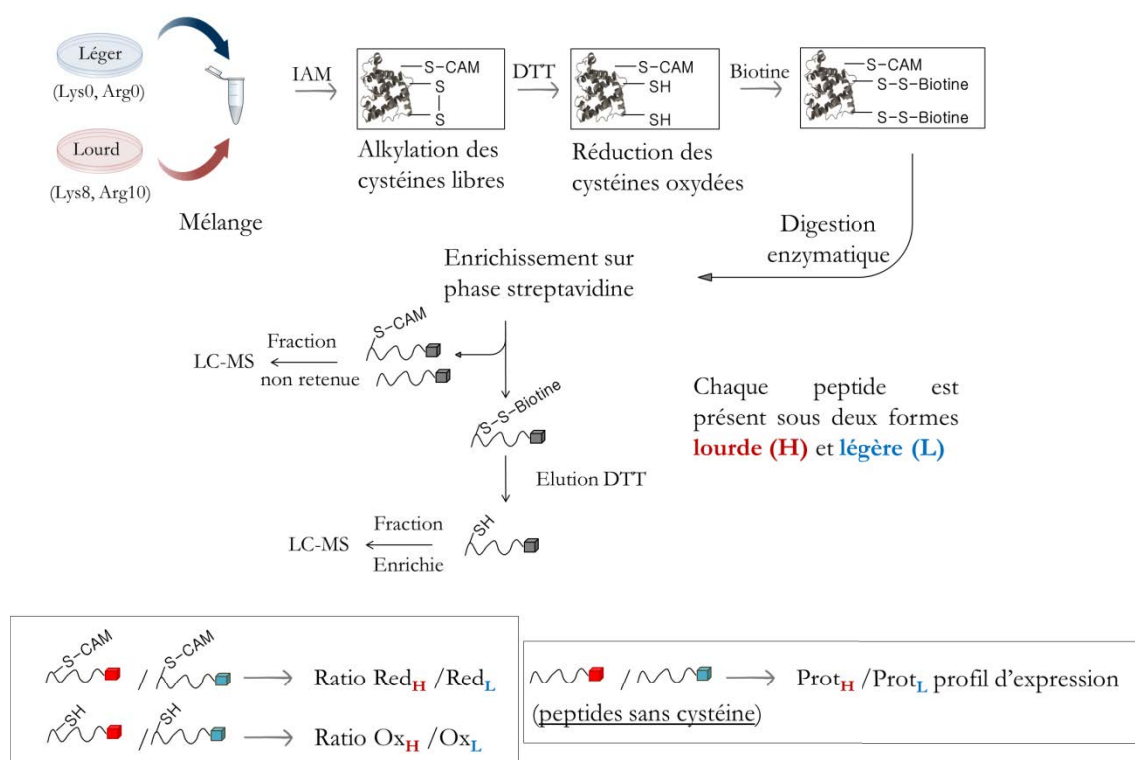 Léger
(Lys0, Arg0)
Lourd
(Lys8, Arg10)
Mélange
IAM
S-CAM
S
S
Alkylation des
cystéines libres
DTT
S-CAM
SH
SH
Réduction des
cystéines oxydées
Biotine
S-CAM
S-S-Biotine
S-S-Biotine
Digestion
enzymatique
Enrichissement sur
phase streptavidine
S-CAM
Fraction
non retenue
LC-MS
S-S-Biotine
Elution DTT
SH
Fraction
Enrichie
LC-MS
Chaque peptide est
présent sous deux formes
lourde (H) et légère (L)
S-CAM / S-CAM Ratio RedH /RedL
SH / SH Ratio OxH /OxL
/ ProtH /ProtL profil d'expression
(peptides sans cystéine)